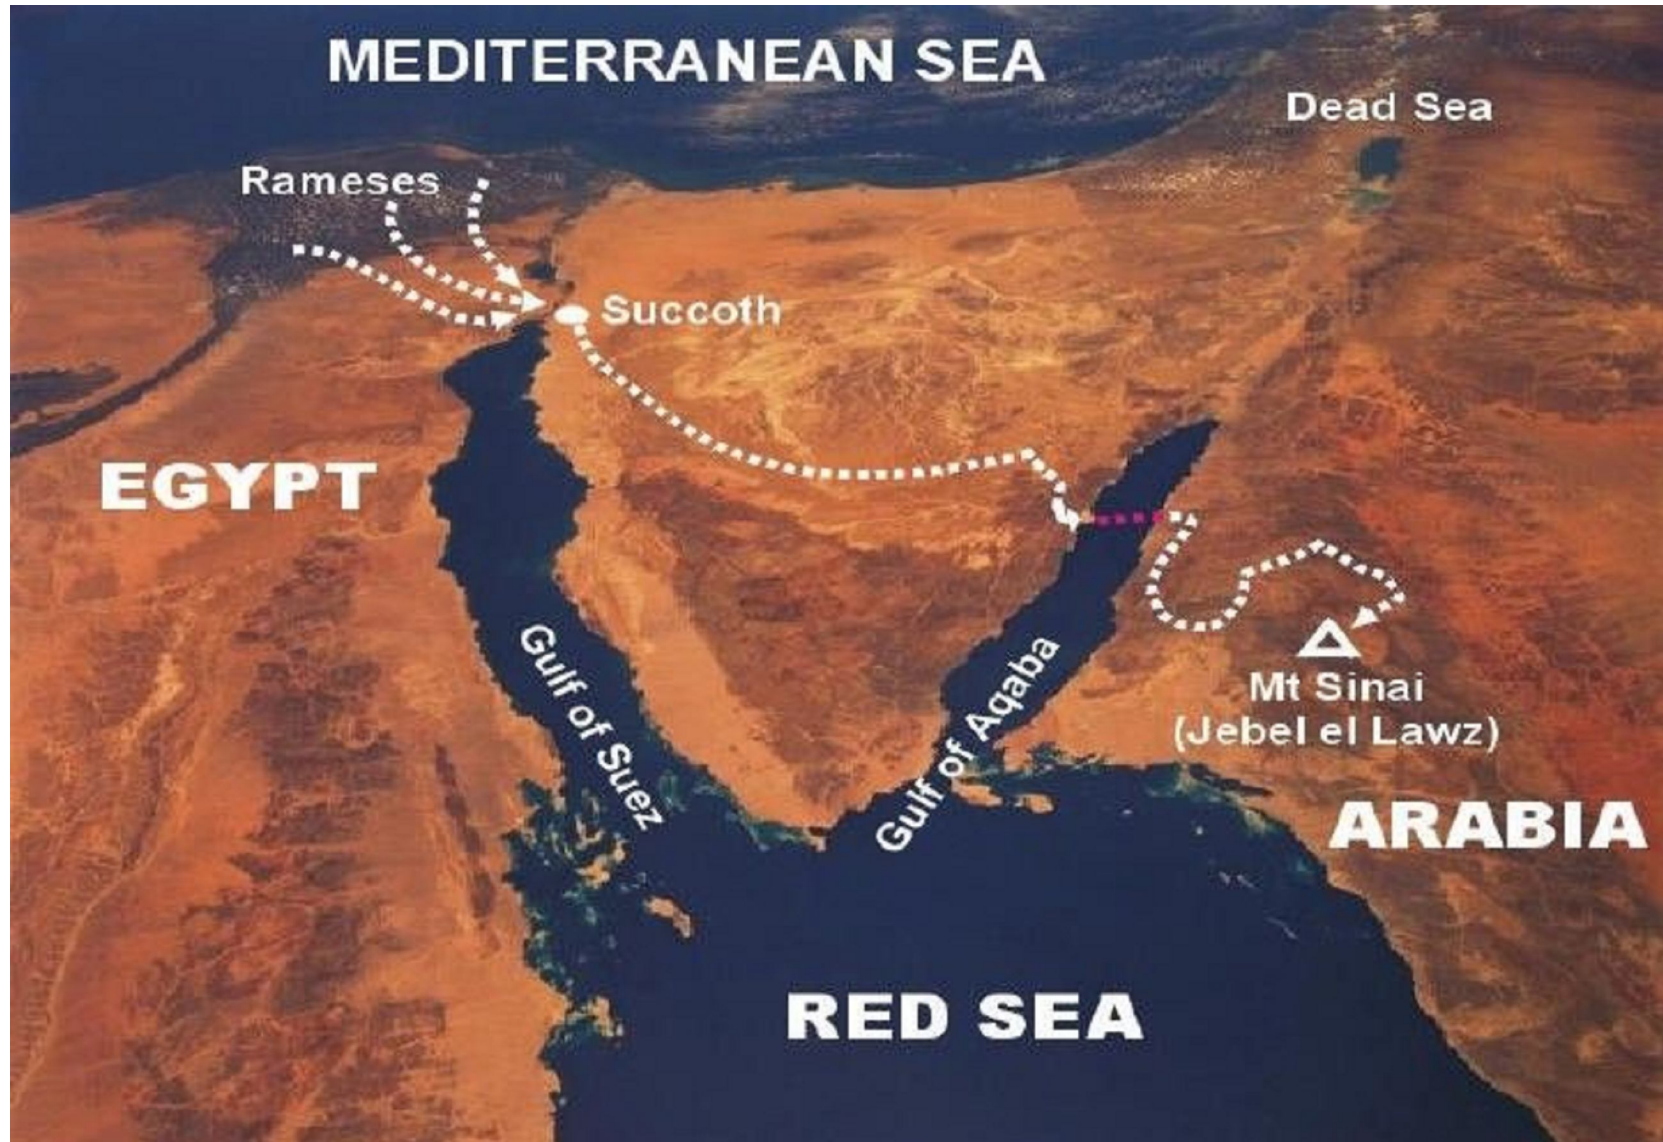 MEDITERRANEAN SEA
Dead Sea
Rameses
Succoth
EGYPT
Gulf of Suez
Gulf of Aqaba
Mt Sinai
(Jebel el Lawz)
ARABIA
RED SEA